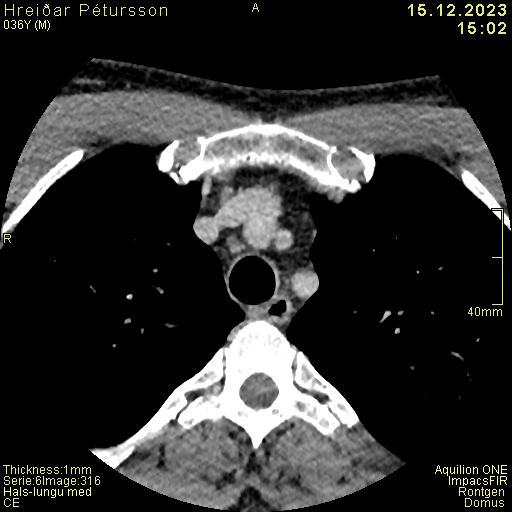 Hreiðar Pétursson
036Y (M)
A
15.12.2023
15:02
R
40mm
Thickness:1mm
Serie:6Image:316
Hals-lungu med
CE
Aquilion ONE
ImpacsFIR
Rontgen
Domus